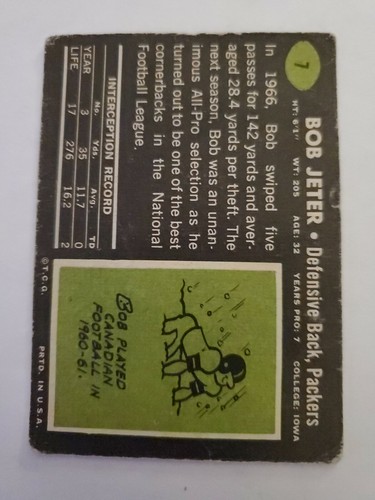 7
BOB JETER • Defensive Back, Packers
HT: 6'1" WT: 205 AGE: 32 YEARS PRO: 7 COLLEGE: IOWA
In 1966, Bob swiped five
passes for 142 yards and aver-
aged 28.4 yards per theft. The
next season, Bob was an unan-
imous All-Pro selection as he
turned out to be one of the best
cornerbacks in the National
Football League.
INTERCEPTION RECORD
No. Yds. Avg. TD
YEAR 3 35 11.7 0
LIFE 17 276 16.2 2
BOB PLAYED
CANADIAN
FOOTBALL IN
1960-61.
© T.C.G. PRTD. IN U.S.A.